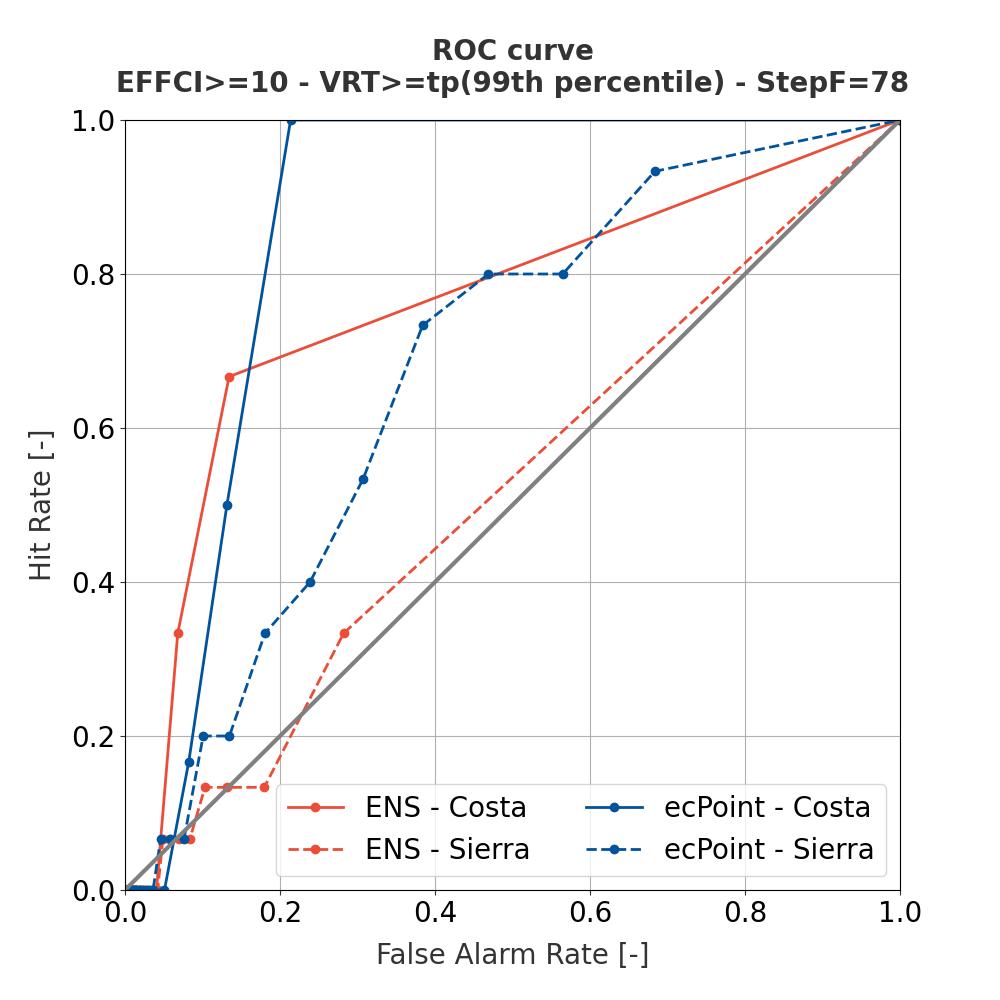 ROC curve
EFFCI>=10 - VRT>=tp(99th percentile) - StepF=78
1.0
0.8
0.6
0.4
0.2
0.0
Hit Rate [-]
ENS - Costa
ENS - Sierra
ecPoint - Costa
ecPoint - Sierra
0.0 0.2 0.4 0.6 0.8 1.0
False Alarm Rate [-]